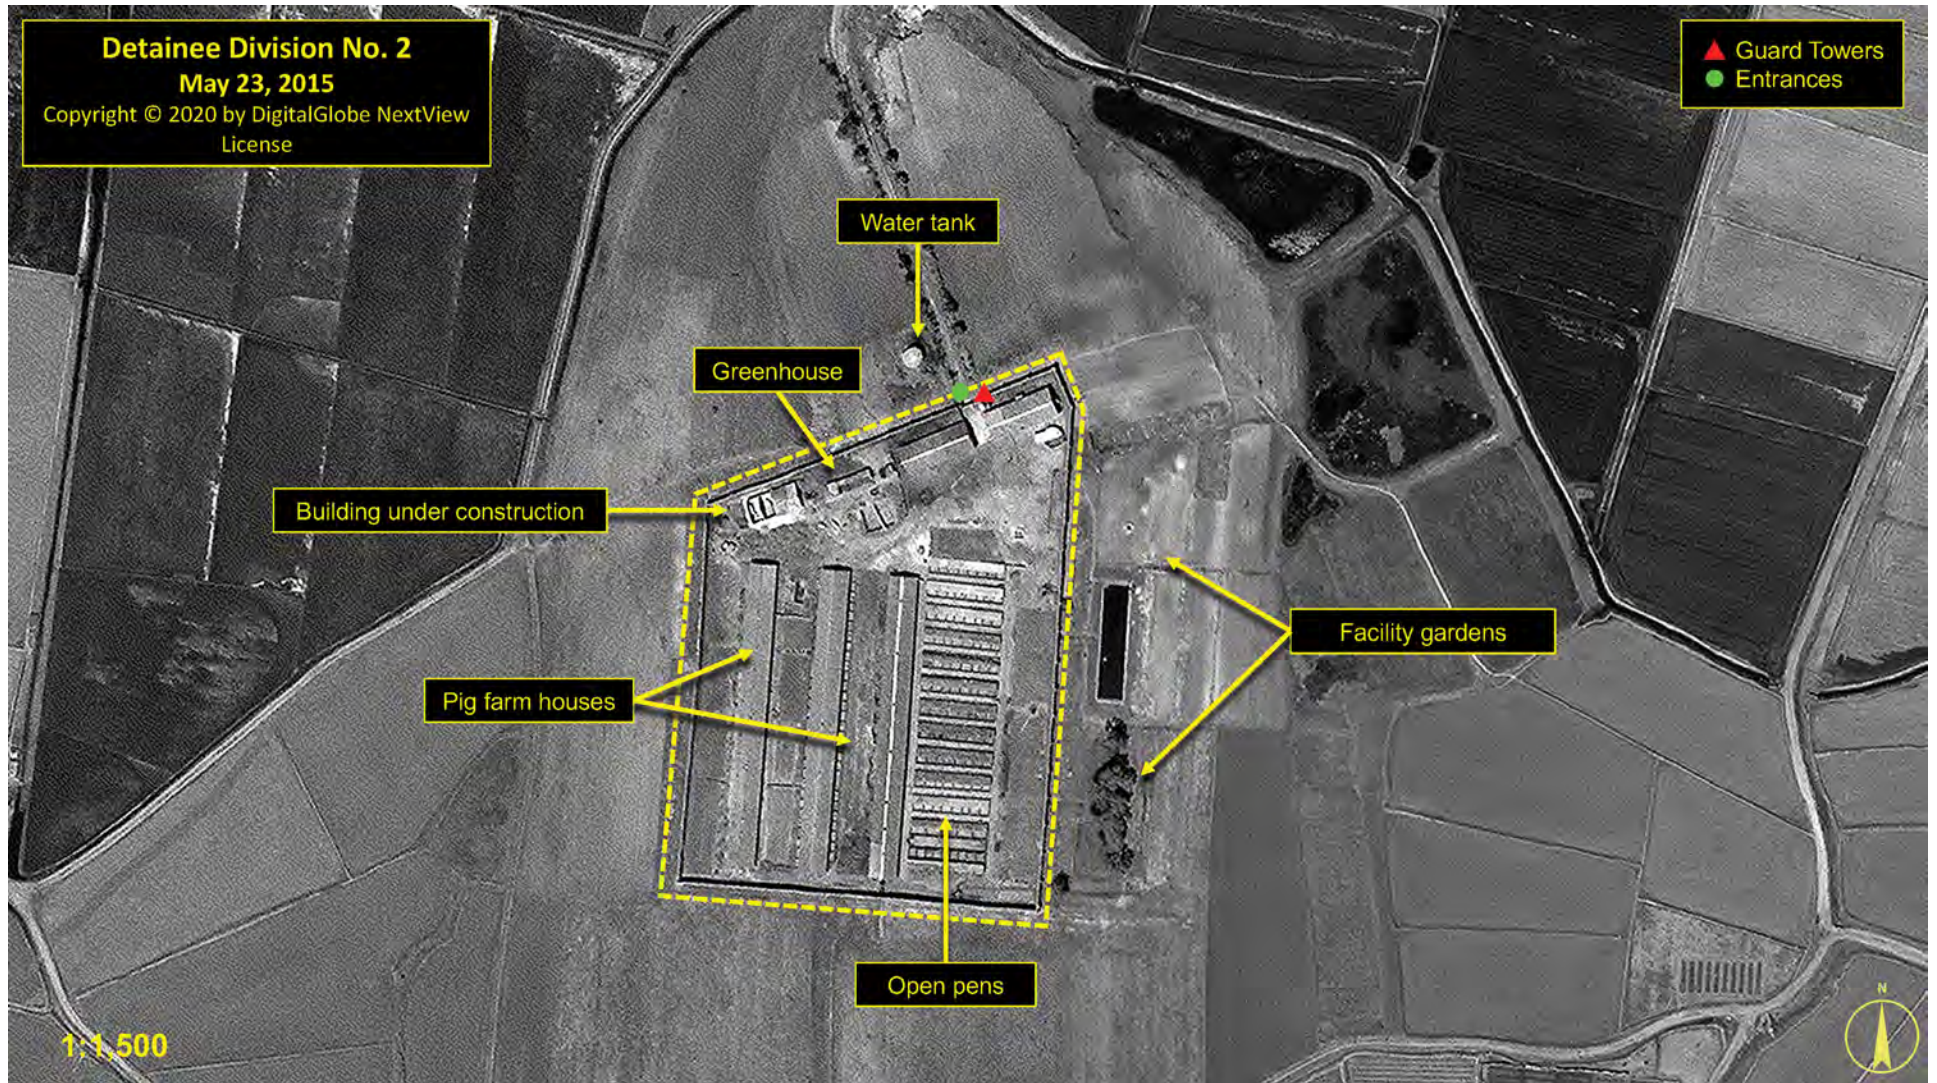 Detainee Division No. 2
May 23, 2015
Copyright © 2020 by DigitalGlobe NextView
License
Guard Towers
Entrances
Water tank
Greenhouse
Building under construction
Facility gardens
Pig farm houses
Open pens
1:1,500
N